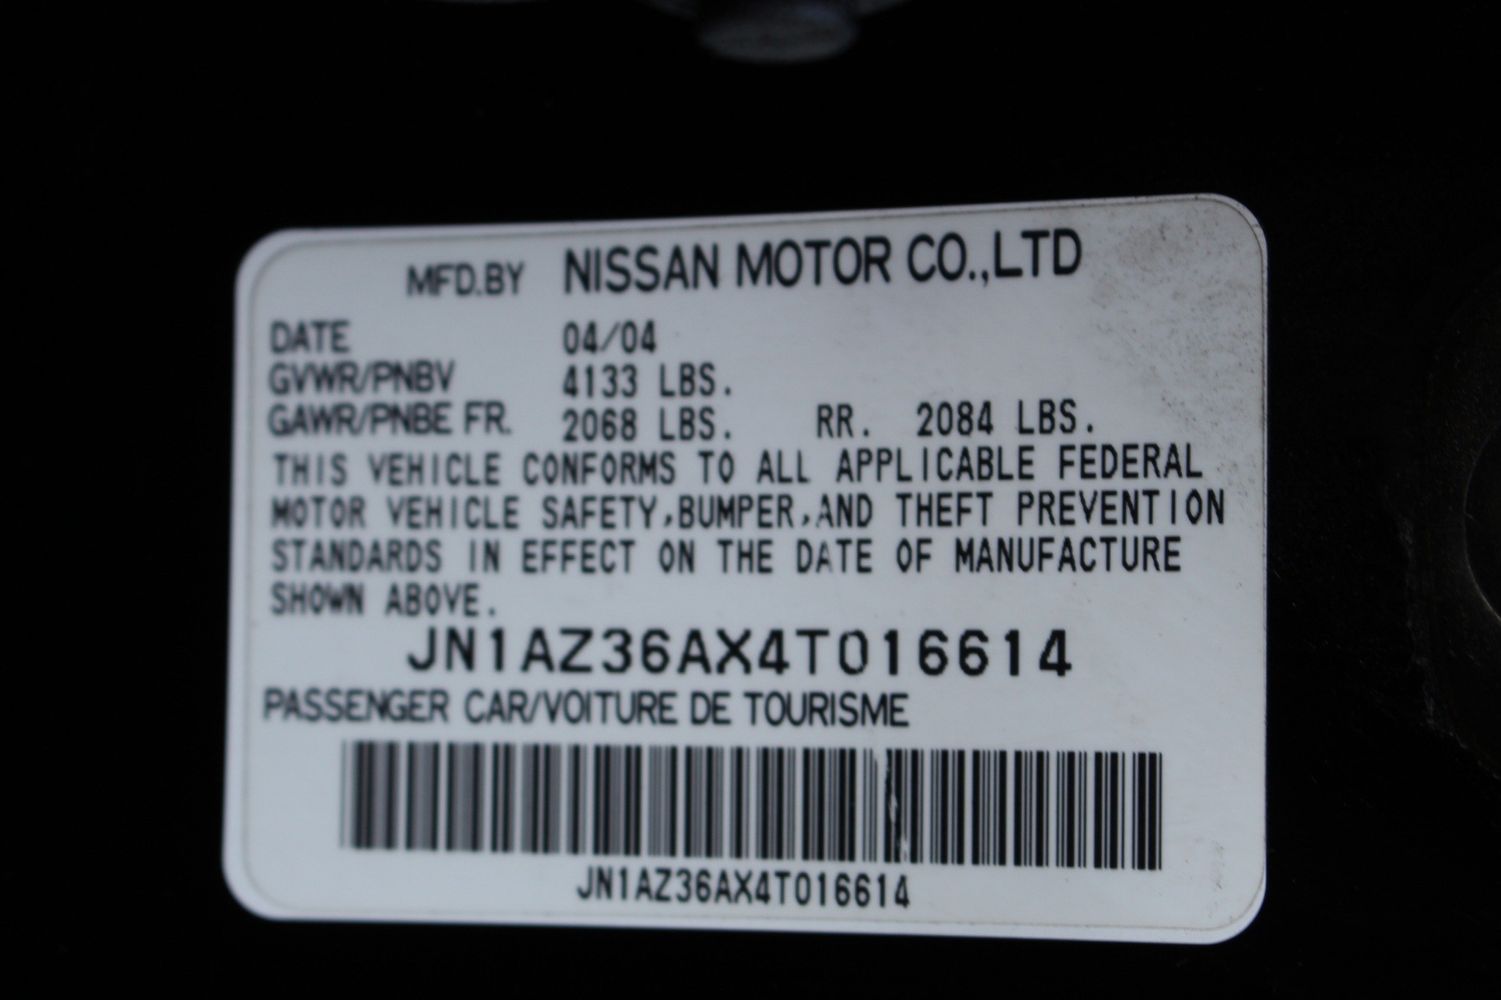 MFD.BY NISSAN MOTOR CO.,LTD
DATE 04/04
GVWR/PNBV 4133 LBS.
GAWR/PNBE FR. 2068 LBS. RR. 2084 LBS.
THIS VEHICLE CONFORMS TO ALL APPLICABLE FEDERAL
MOTOR VEHICLE SAFETY,BUMPER,AND THEFT PREVENTION
STANDARDS IN EFFECT ON THE DATE OF MANUFACTURE
SHOWN ABOVE.
JN1AZ36AX4T016614
PASSENGER CAR/VOITURE DE TOURISME
JN1AZ36AX4T016614